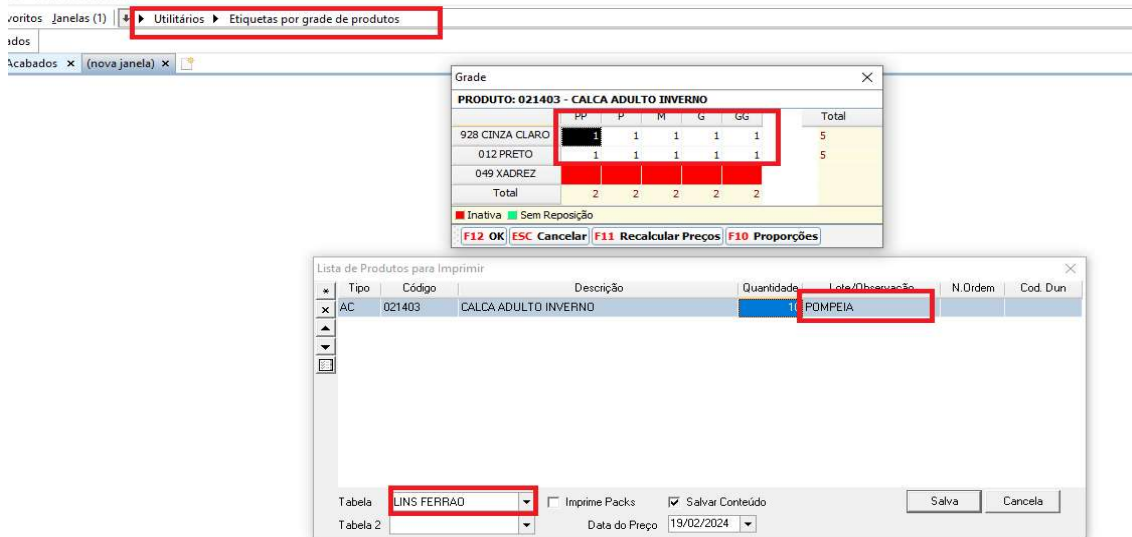 voritos Janelas (1) Utilitários Etiquetas por grade de produtos
ados
Acabados (nova janela)
Grade
PRODUTO: 021403 - CALCA ADULTO INVERNO
PP P M G GG Total
928 CINZA CLARO 1 1 1 1 1 5
012 PRETO 1 1 1 1 1 5
049 XADREZ
Total 2 2 2 2 2
Inativa Sem Reposição
F12 OK ESC Cancelar F11 Recalcular Preços F10 Proporções
Lista de Produtos para Imprimir
Tipo Código Descrição Quantidade Lote/Observação N.Ordem Cod. Dun
AC 021403 CALCA ADULTO INVERNO 10 POMPEIA
Tabela LINS FERRAO Imprime Packs Salvar Conteúdo Salva Cancela
Tabela 2 Data do Preço 19/02/2024